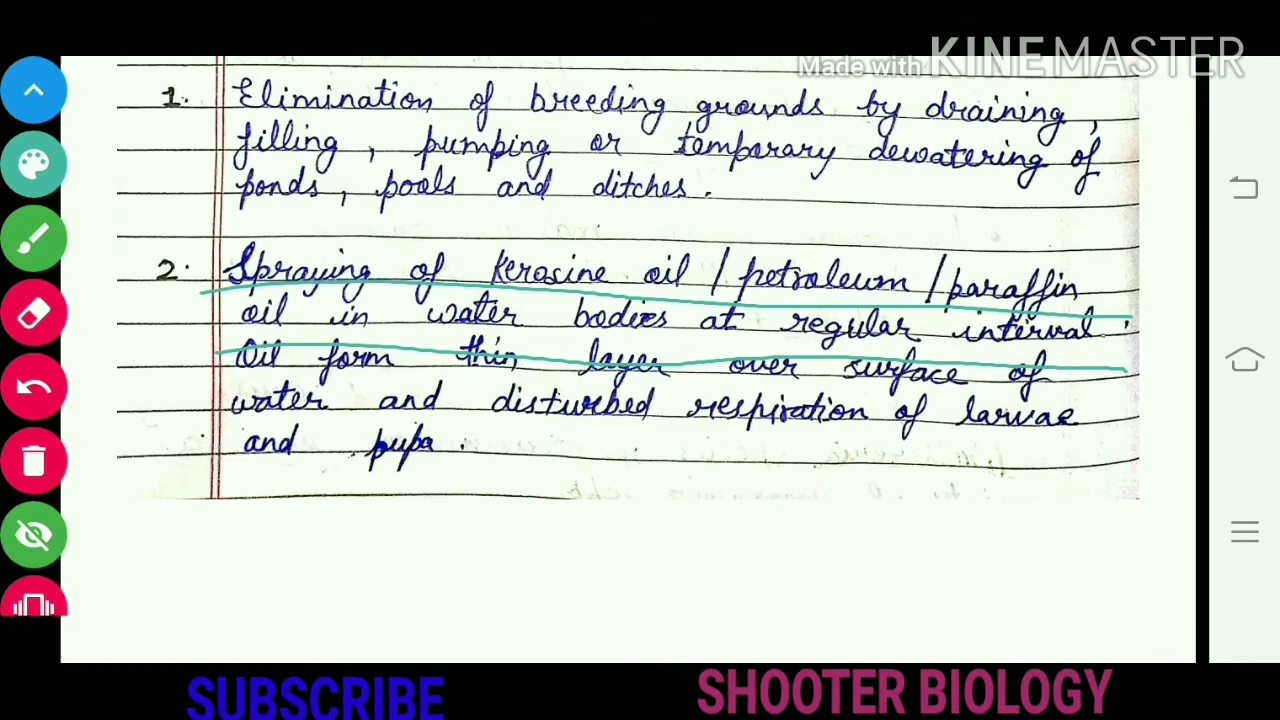 Made with KINEMASTER
1. Elimination of breeding grounds by draining,
filling, pumping or temporary dewatering of
ponds, pools and ditches.
2. Spraying of Kerosine oil / petroleum / paraffin
oil in water bodies at regular interval.
Oil form thin layer over surface of
water and disturbed respiration of larvae
and pupa.
SUBSCRIBE
SHOOTER BIOLOGY